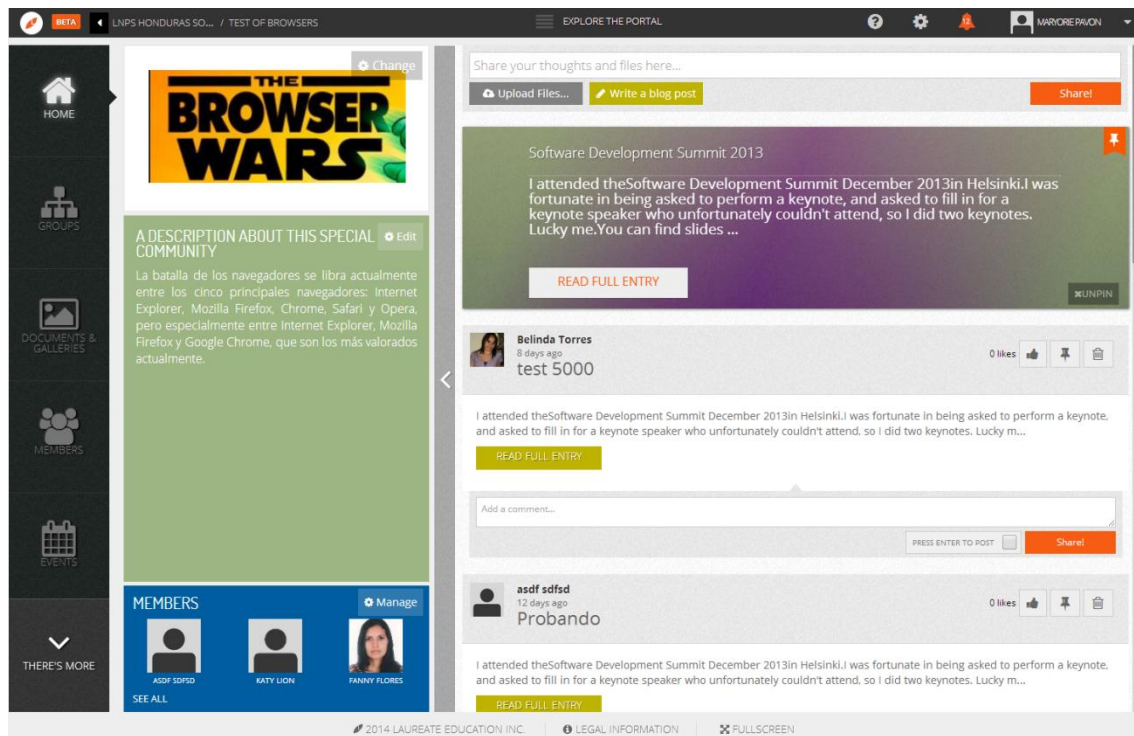 BETA
LNPS HONDURAS SO... / TEST OF BROWSERS
EXPLORE THE PORTAL
MARYORE PAVON
HOME
GROUPS
DOCUMENTS &
GALLERIES
MEMBERS
EVENTS
THERE'S MORE
Change
THE
BROWSER
WARS
A DESCRIPTION ABOUT THIS SPECIAL
COMMUNITY
Edit
La batalla de los navegadores se libra actualmente
entre los cinco principales navegadores: Internet
Explorer, Mozilla Firefox, Chrome, Safari y Opera,
pero especialmente entre Internet Explorer, Mozilla
Firefox y Google Chrome, que son los más valorados
actualmente.
MEMBERS
Manage
ASDF SDFSD
KATY LION
FANNY FLORES
SEE ALL
Share your thoughts and files here...
Upload Files...
Write a blog post
Share!
Software Development Summit 2013
I attended theSoftware Development Summit December 2013in Helsinki.I was
fortunate in being asked to perform a keynote, and asked to fill in for a
keynote speaker who unfortunately couldn't attend, so I did two keynotes.
Lucky me.You can find slides ...
READ FULL ENTRY
UNPIN
Belinda Torres
8 days ago
test 5000
0 likes
I attended theSoftware Development Summit December 2013in Helsinki.I was fortunate in being asked to perform a keynote,
and asked to fill in for a keynote speaker who unfortunately couldn't attend, so I did two keynotes. Lucky m...
READ FULL ENTRY
Add a comment...
PRESS ENTER TO POST
Share!
asdf sdfsd
12 days ago
Probando
0 likes
I attended theSoftware Development Summit December 2013in Helsinki.I was fortunate in being asked to perform a keynote,
and asked to fill in for a keynote speaker who unfortunately couldn't attend, so I did two keynotes. Lucky m...
READ FULL ENTRY
2014 LAUREATE EDUCATION INC.
LEGAL INFORMATION
FULLSCREEN